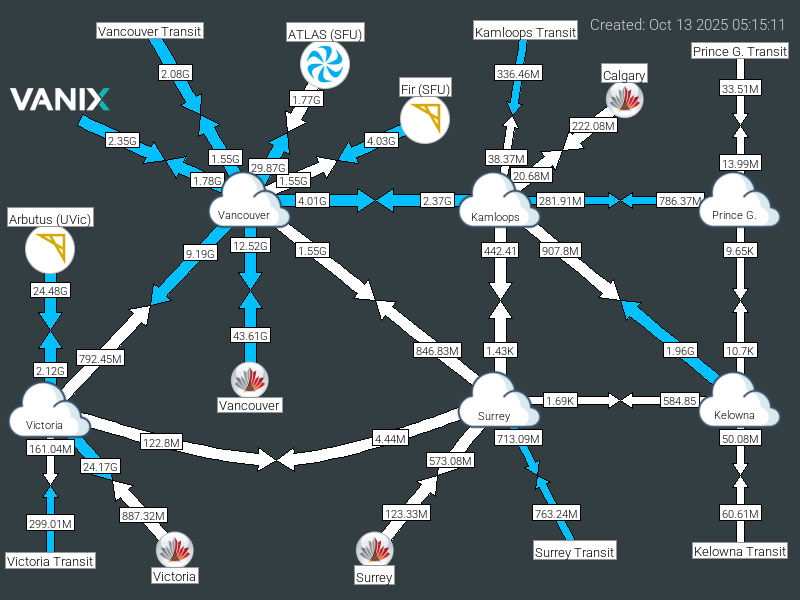 Created: Oct 13 2025 05:15:11
Vancouver Transit
ATLAS (SFU)
Kamloops Transit
Prince G. Transit
2.08G
336.46M
Calgary
33.51M
VANIX
1.77G
Fir (SFU)
2.35G
4.03G
222.08M
1.55G
38.37M
13.99M
29.87G
20.68M
1.78G
1.55G
4.01G
2.37G
281.91M
786.37M
Arbutus (UVic)
Vancouver
Kamloops
Prince G.
9.19G
12.52G
1.55G
442.41
907.8M
9.65K
24.48G
43.61G
792.45M
846.83M
1.43K
1.96G
10.7K
2.12G
Vancouver
1.69K
584.85
Victoria
Surrey
Kelowna
161.04M
122.8M
4.44M
713.09M
50.08M
24.17G
573.08M
887.32M
123.33M
763.24M
60.61M
299.01M
Victoria Transit
Victoria
Surrey
Surrey Transit
Kelowna Transit